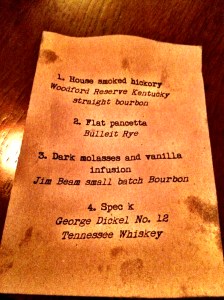 1. House smoked hickory
Woodford Reserve Kentucky
straight bourbon
2. Flat pancetta
Bulleit Rye
3. Dark molasses and vanilla
infusion
Jim Beam small batch Bourbon
4. Spec k
George Dickel No. 12
Tennessee Whiskey